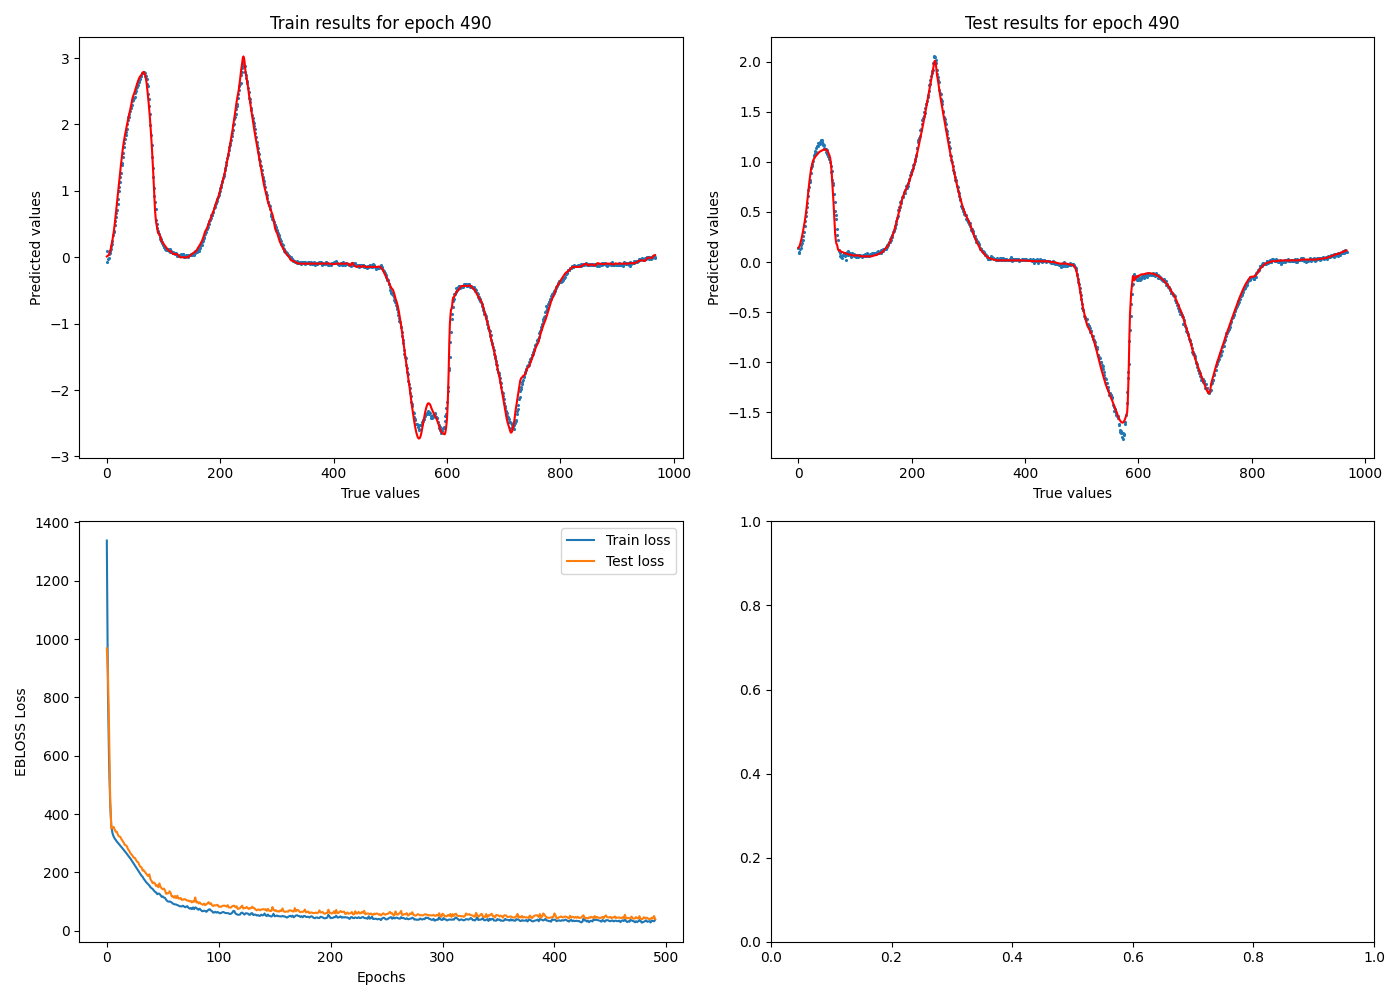 Train results for epoch 490
Predicted values
3
2
1
0
−1
−2
−3
0 200 400 600 800 1000
True values
Test results for epoch 490
Predicted values
2.0
1.5
1.0
0.5
0.0
−0.5
−1.0
−1.5
0 200 400 600 800 1000
True values
EBLOSS Loss
1400
1200
1000
800
600
400
200
0
Train loss
Test loss
0 100 200 300 400 500
Epochs
1.0
0.8
0.6
0.4
0.2
0.0
0.0 0.2 0.4 0.6 0.8 1.0